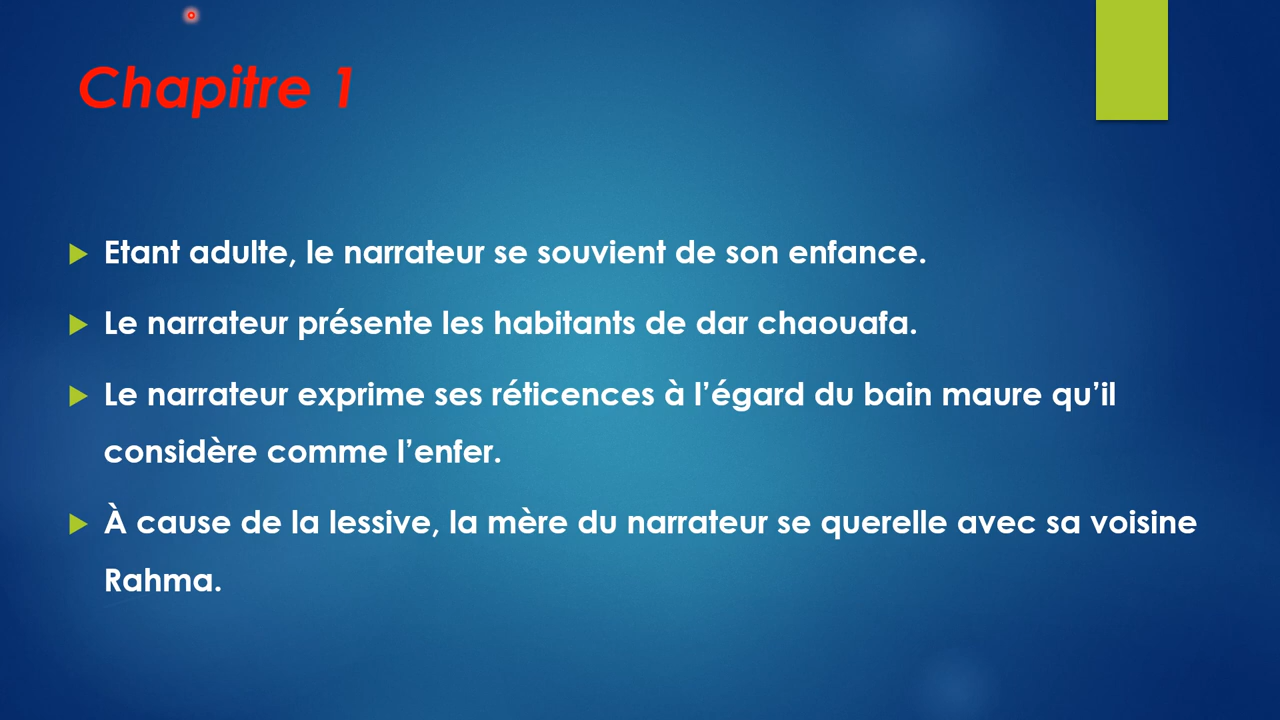 Chapitre 1
Etant adulte, le narrateur se souvient de son enfance.
Le narrateur présente les habitants de dar chaouafa.
Le narrateur exprime ses réticences à l’égard du bain maure qu’il
considère comme l’enfer.
À cause de la lessive, la mère du narrateur se querelle avec sa voisine
Rahma.